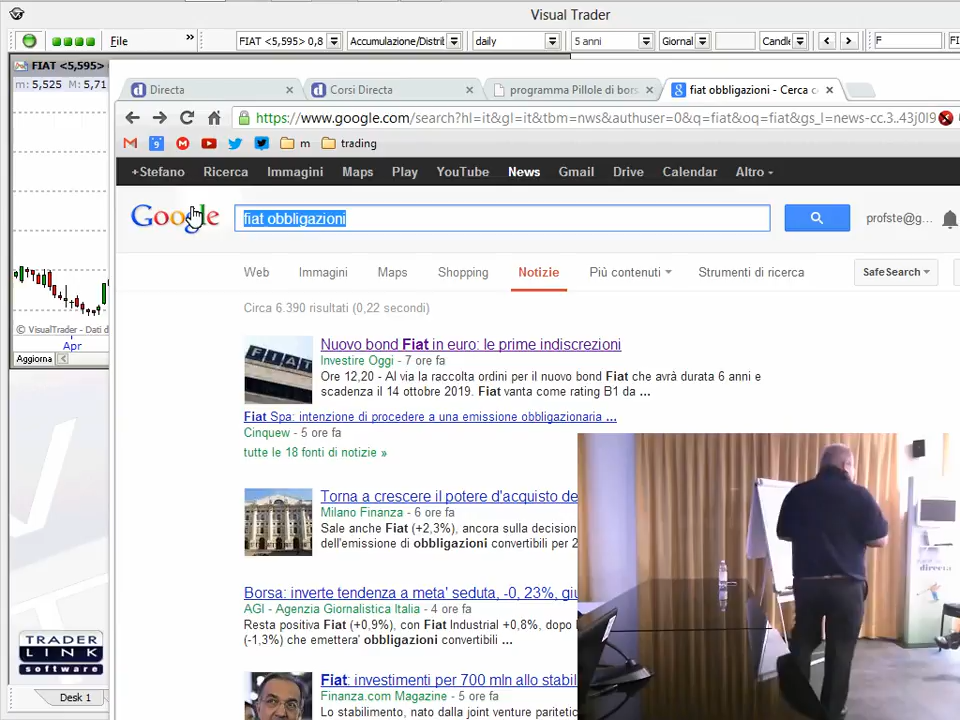 Visual Trader
File
»
FIAT <5,595> 0,8
Accumulazione/Distrib
daily
5 anni
Giornal
Candle
F
FIAT <5,595>
m: 5,525 M: 5,71
Directa
Corsi Directa
programma Pillole di bors
fiat obbligazioni - Cerca c
https://www.google.com/search?hl=it&gl=it&tbm=nws&authuser=0&q=fiat&oq=fiat&gs_l=news-cc.3..43j0l9
m
trading
+Stefano
Ricerca
Immagini
Maps
Play
YouTube
News
Gmail
Drive
Calendar
Altro
Google
fiat obbligazioni
profste@g...
Web
Immagini
Maps
Shopping
Notizie
Più contenuti
Strumenti di ricerca
SafeSearch
Circa 6.390 risultati (0,22 secondi)
FIAT
Nuovo bond Fiat in euro: le prime indiscrezioni
Investire Oggi - 7 ore fa
Ore 12,20 - Al via la raccolta ordini per il nuovo bond Fiat che avrà durata 6 anni e
scadenza il 14 ottobre 2019. Fiat vanta come rating B1 da ...
Fiat Spa: intenzione di procedere a una emissione obbligazionaria ...
Cinquew - 5 ore fa
tutte le 18 fonti di notizie »
Torna a crescere il potere d'acquisto de
Milano Finanza - 6 ore fa
Sale anche Fiat (+2,3%), ancora sulla decision
dell'emissione di obbligazioni convertibili per 2
Borsa: inverte tendenza a meta' seduta, -0, 23%, giu
AGI - Agenzia Giornalistica Italia - 4 ore fa
Resta positiva Fiat (+0,9%), con Fiat Industrial +0,8%, dopo
(-1,3%) che emettera' obbligazioni convertibili ...
Fiat: investimenti per 700 mln allo stabil
Finanza.com Magazine - 5 ore fa
Lo stabilimento, nato dalla joint venture pariteti
© VisualTrader - Dati d
Apr
Aggiorna
TRADER
LINK
software
Desk 1
directa